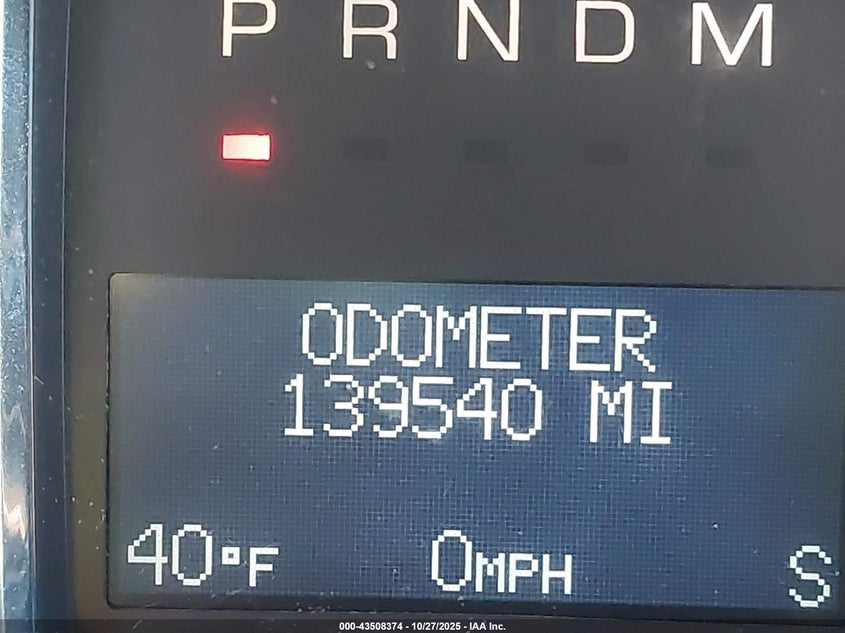 P R N D M
ODOMETER
139540 MI
40°F 0MPH S
000-43508374 - 10/27/2025 - IAA Inc.